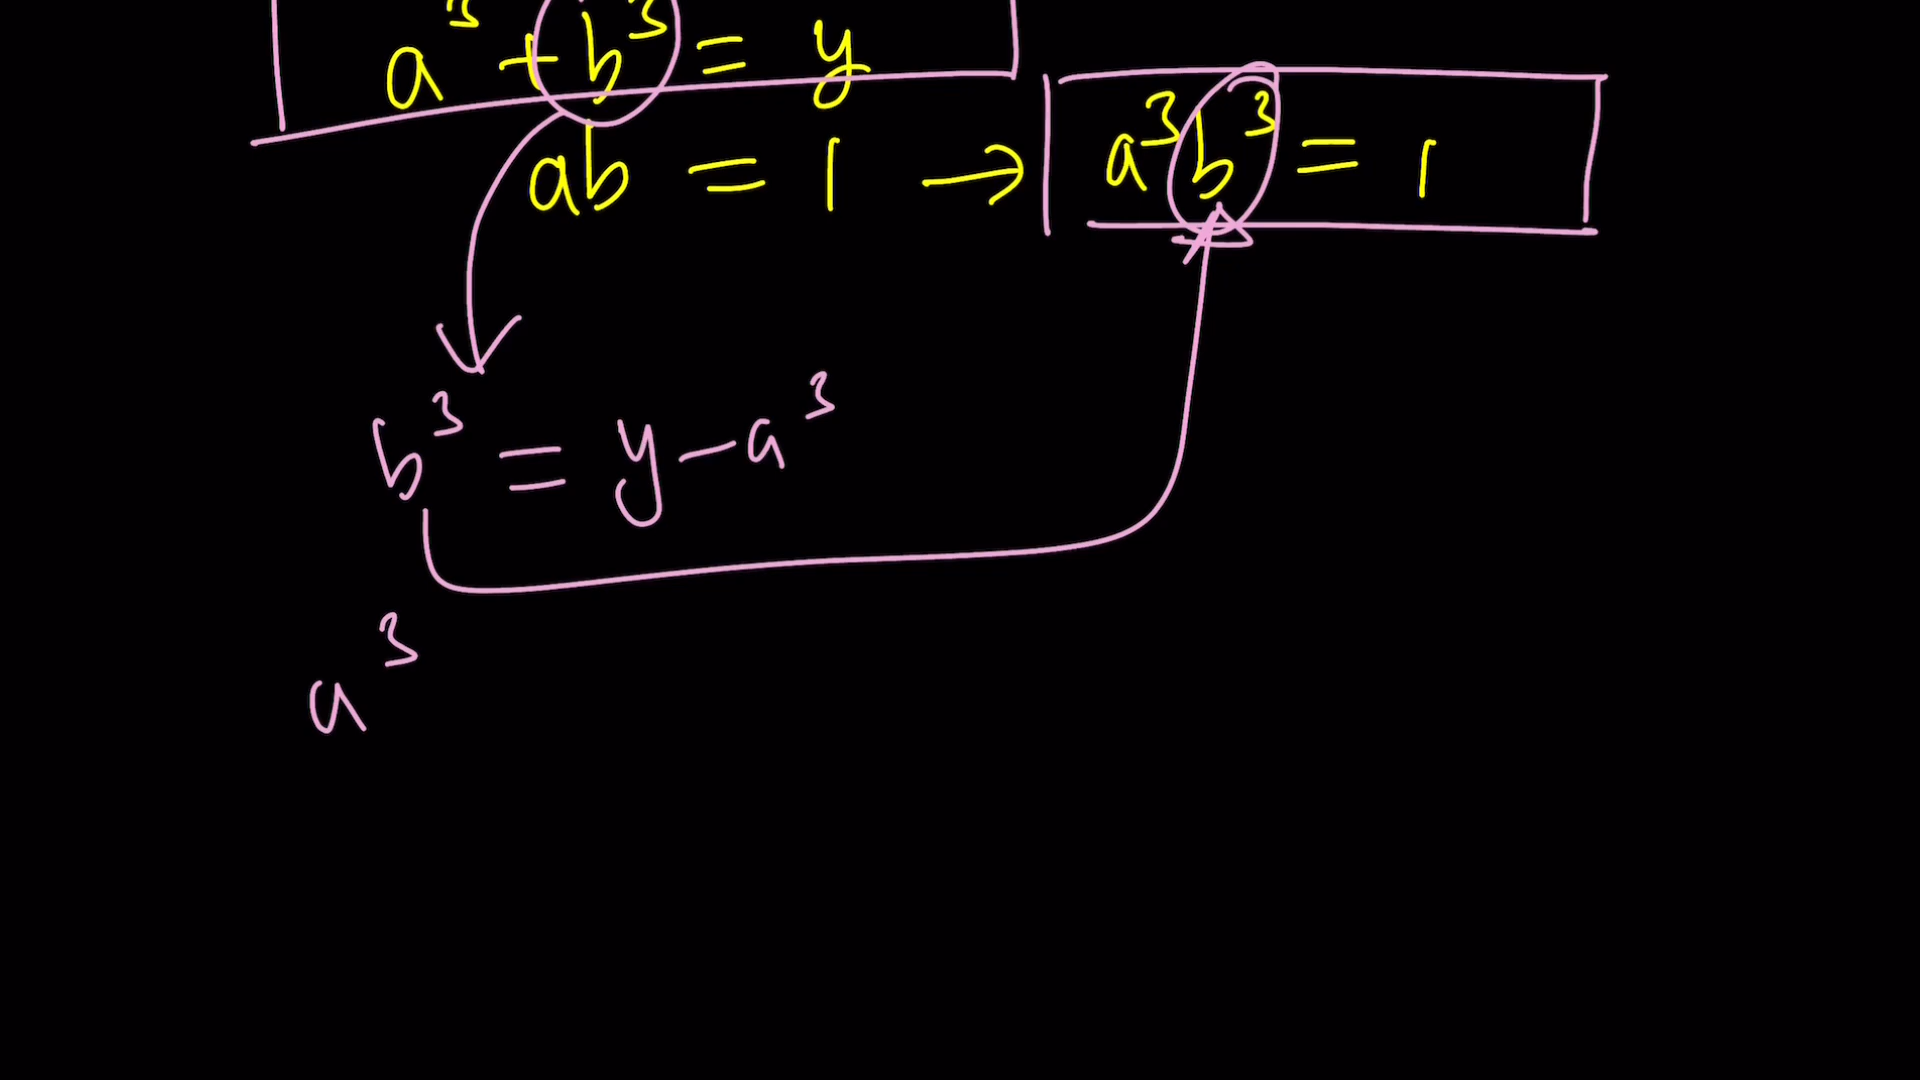 a³ + b³ = y
ab = 1 → a³b³ = 1
b³ = y - a³
a³